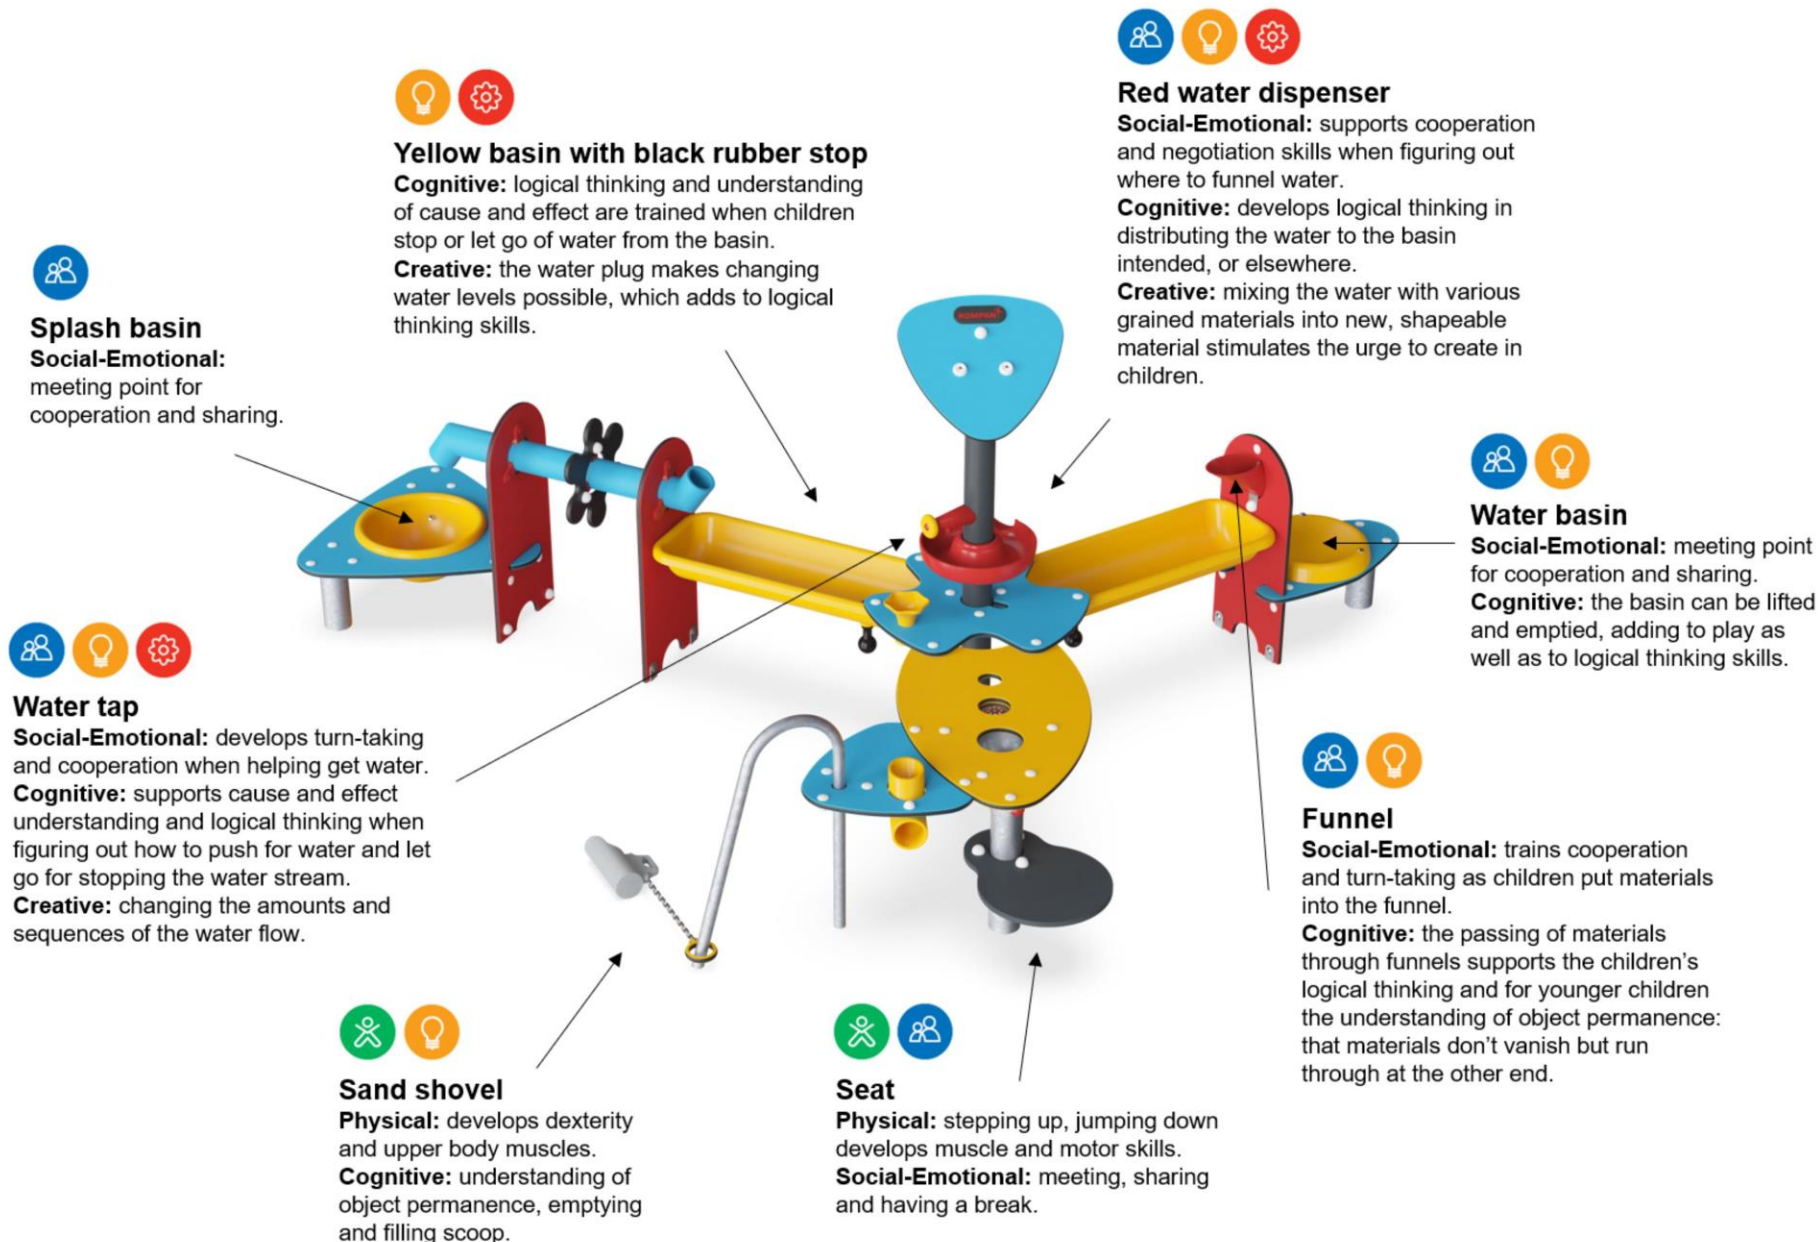 Red water dispenser
Social-Emotional: supports cooperation
and negotiation skills when figuring out
where to funnel water.
Cognitive: develops logical thinking in
distributing the water to the basin
intended, or elsewhere.
Creative: mixing the water with various
grained materials into new, shapeable
material stimulates the urge to create in
children.
Yellow basin with black rubber stop
Cognitive: logical thinking and understanding
of cause and effect are trained when children
stop or let go of water from the basin.
Creative: the water plug makes changing
water levels possible, which adds to logical
thinking skills.
Splash basin
Social-Emotional:
meeting point for
cooperation and sharing.
KOMPAN
Water basin
Social-Emotional: meeting point
for cooperation and sharing.
Cognitive: the basin can be lifted
and emptied, adding to play as
well as to logical thinking skills.
Water tap
Social-Emotional: develops turn-taking
and cooperation when helping get water.
Cognitive: supports cause and effect
understanding and logical thinking when
figuring out how to push for water and let
go for stopping the water stream.
Creative: changing the amounts and
sequences of the water flow.
Funnel
Social-Emotional: trains cooperation
and turn-taking as children put materials
into the funnel.
Cognitive: the passing of materials
through funnels supports the children's
logical thinking and for younger children
the understanding of object permanence:
that materials don't vanish but run
through at the other end.
Sand shovel
Physical: develops dexterity
and upper body muscles.
Cognitive: understanding of
object permanence, emptying
and filling scoop.
Seat
Physical: stepping up, jumping down
develops muscle and motor skills.
Social-Emotional: meeting, sharing
and having a break.